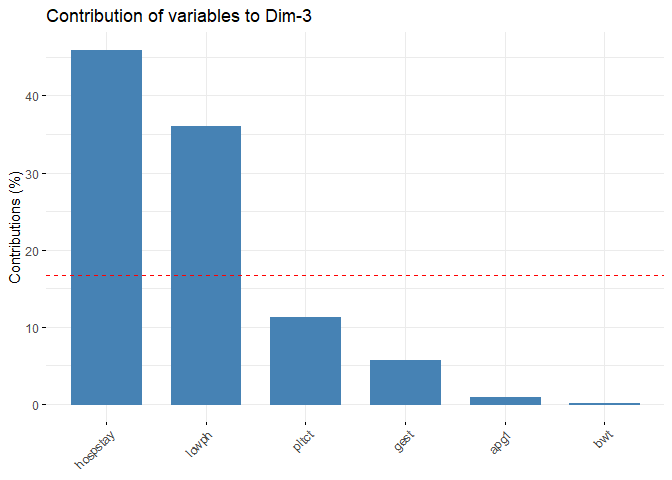 Contribution of variables to Dim-3
Contributions (%)
40
30
20
10
0
hospstay
lowph
pltct
gest
apg1
bwt